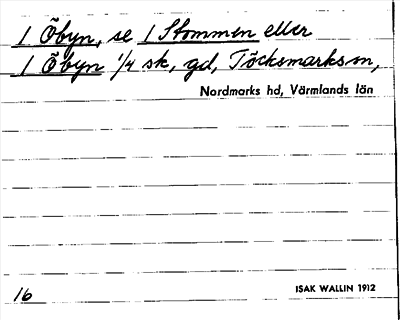 1 Öbyn, se 1 Stommen eller
1 Öbyn 1/4 sk, gd, Töcksmarks sn,
Nordmarks hd, Värmlands län
16
ISAK WALLIN 1912